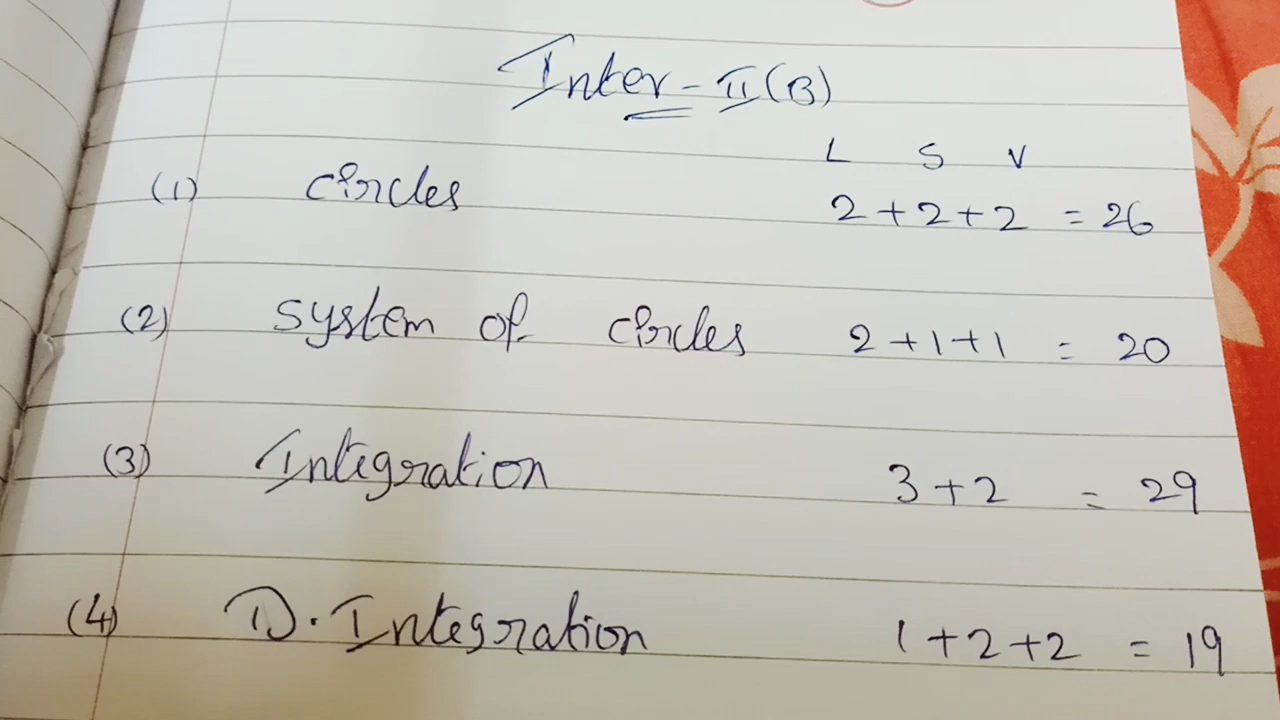 Inter - II(B)
L S V
(1) circles 2+2+2 = 26
(2) system of circles 2+1+1 = 20
(3) Integration 3+2 = 29
(4) D. Integration 1+2+2 = 19